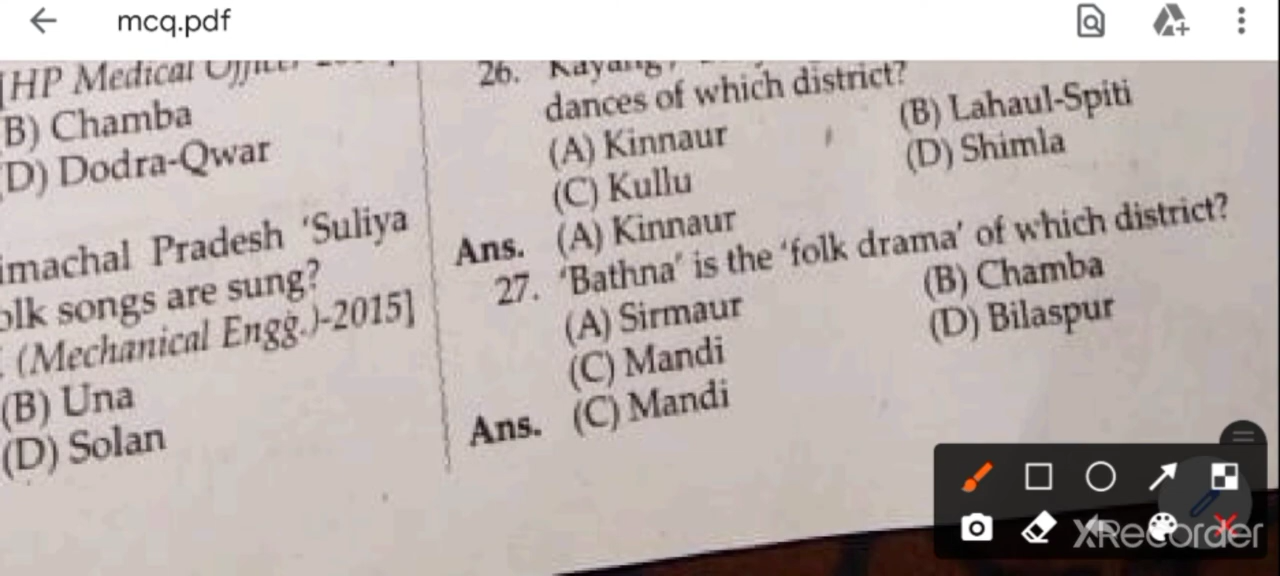 mcq.pdf
[HP Medical
B) Chamba
D) Dodra-Qwar
imachal Pradesh 'Suliya
olk songs are sung?
(Mechanical Engg.)-2015]
(B) Una
(D) Solan
26.
dances of which district?
(A) Kinnaur (B) Lahaul-Spiti
(C) Kullu (D) Shimla
Ans. (A) Kinnaur
27. 'Bathna' is the 'folk drama' of which district?
(A) Sirmaur (B) Chamba
(C) Mandi (D) Bilaspur
Ans. (C) Mandi
XRecorder